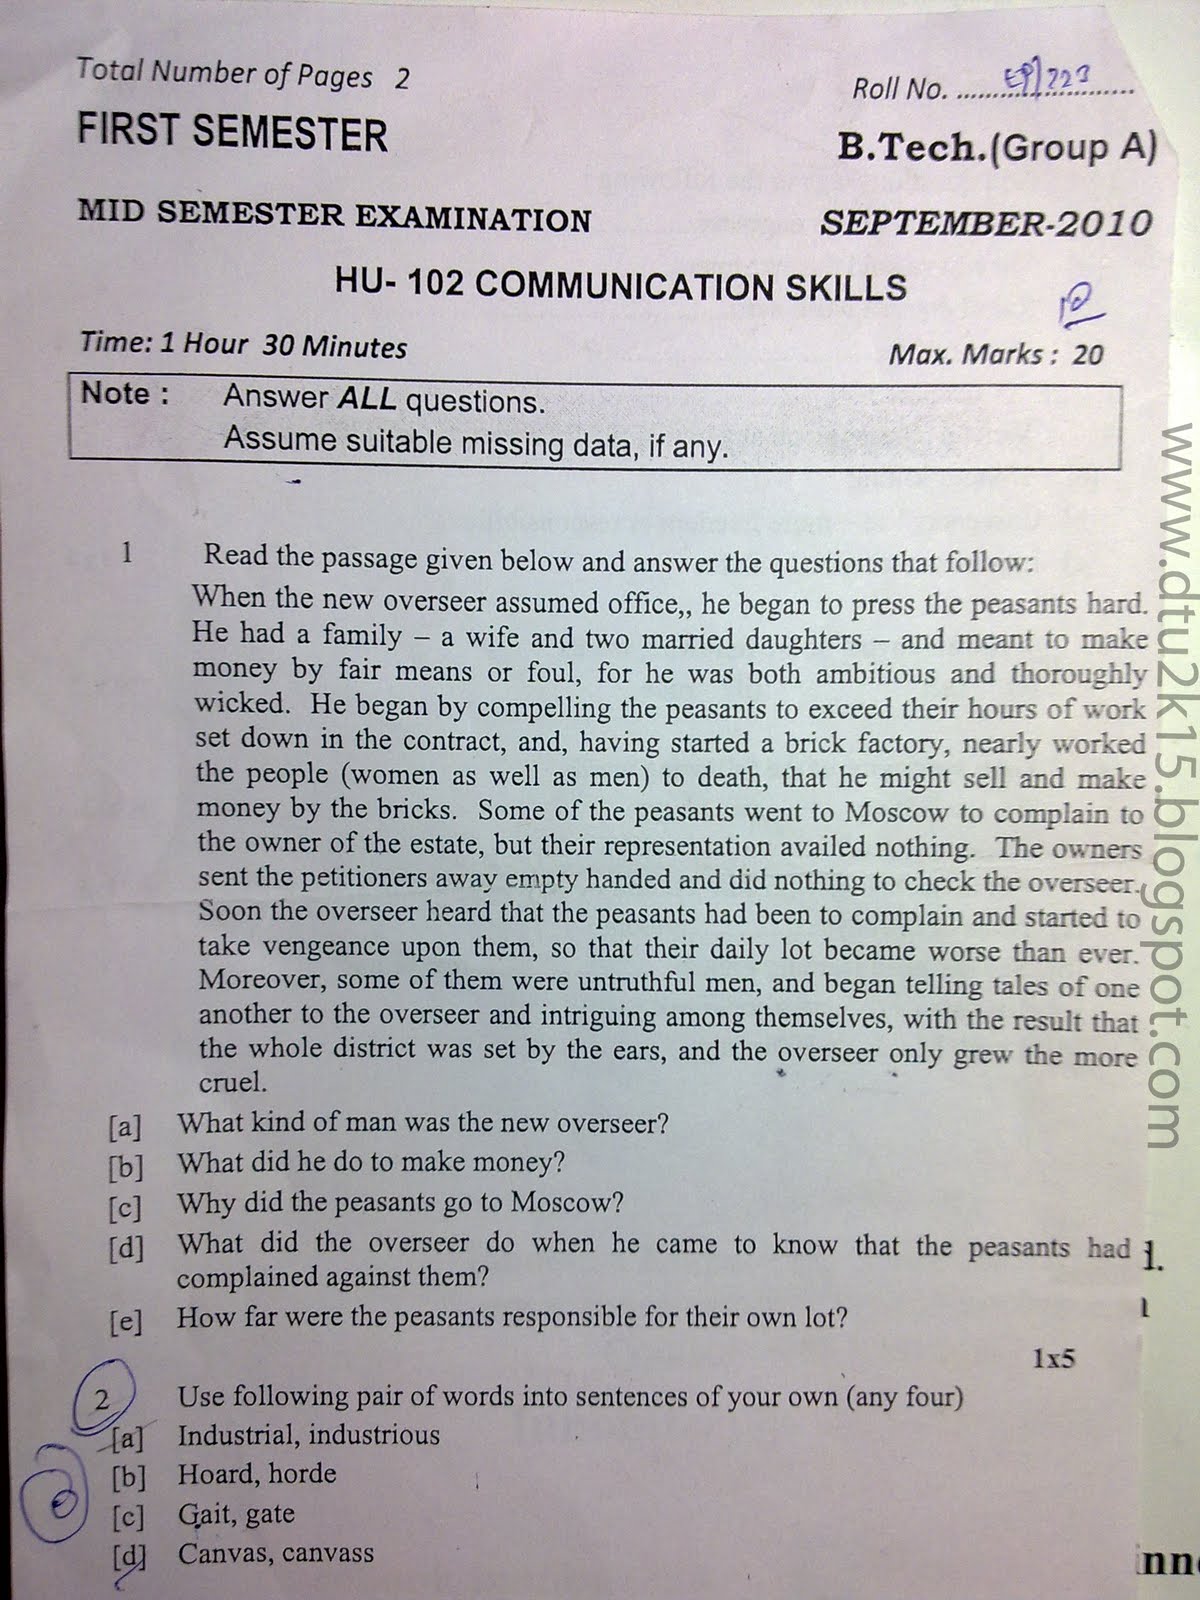 Total Number of Pages 2
Roll No. ..........................
FIRST SEMESTER
B.Tech.(Group A)
MID SEMESTER EXAMINATION
SEPTEMBER-2010
HU- 102 COMMUNICATION SKILLS
Time: 1 Hour 30 Minutes
Max. Marks : 20
Note : Answer ALL questions.
Assume suitable missing data, if any.
1 Read the passage given below and answer the questions that follow:
When the new overseer assumed office,, he began to press the peasants hard.
He had a family – a wife and two married daughters – and meant to make
money by fair means or foul, for he was both ambitious and thoroughly
wicked. He began by compelling the peasants to exceed their hours of work
set down in the contract, and, having started a brick factory, nearly worked
the people (women as well as men) to death, that he might sell and make
money by the bricks. Some of the peasants went to Moscow to complain to
the owner of the estate, but their representation availed nothing. The owners
sent the petitioners away empty handed and did nothing to check the overseer.
Soon the overseer heard that the peasants had been to complain and started to
take vengeance upon them, so that their daily lot became worse than ever.
Moreover, some of them were untruthful men, and began telling tales of one
another to the overseer and intriguing among themselves, with the result that
the whole district was set by the ears, and the overseer only grew the more
cruel.
[a] What kind of man was the new overseer?
[b] What did he do to make money?
[c] Why did the peasants go to Moscow?
[d] What did the overseer do when he came to know that the peasants had
complained against them?
[e] How far were the peasants responsible for their own lot?
1x5
2 Use following pair of words into sentences of your own (any four)
[a] Industrial, industrious
[b] Hoard, horde
[c] Gait, gate
[d] Canvas, canvass
www.dtu2k15.blogspot.com